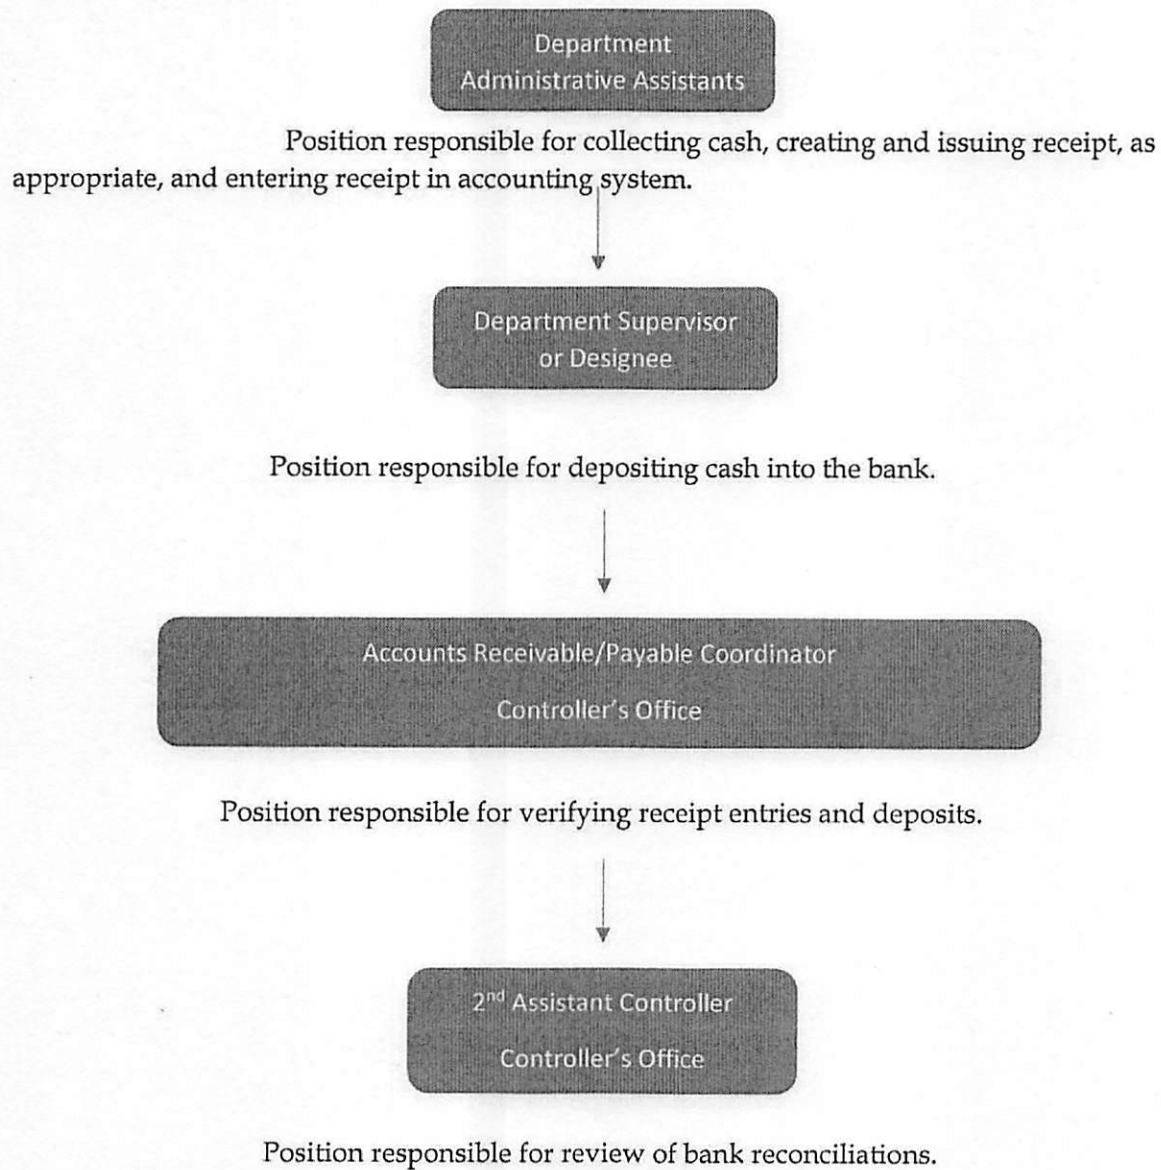 Department
Administrative Assistants
Position responsible for collecting cash, creating and issuing receipt, as
appropriate, and entering receipt in accounting system.
Department Supervisor
or Designee
Position responsible for depositing cash into the bank.
Accounts Receivable/Payable Coordinator
Controller's Office
Position responsible for verifying receipt entries and deposits.
2nd Assistant Controller
Controller's Office
Position responsible for review of bank reconciliations.